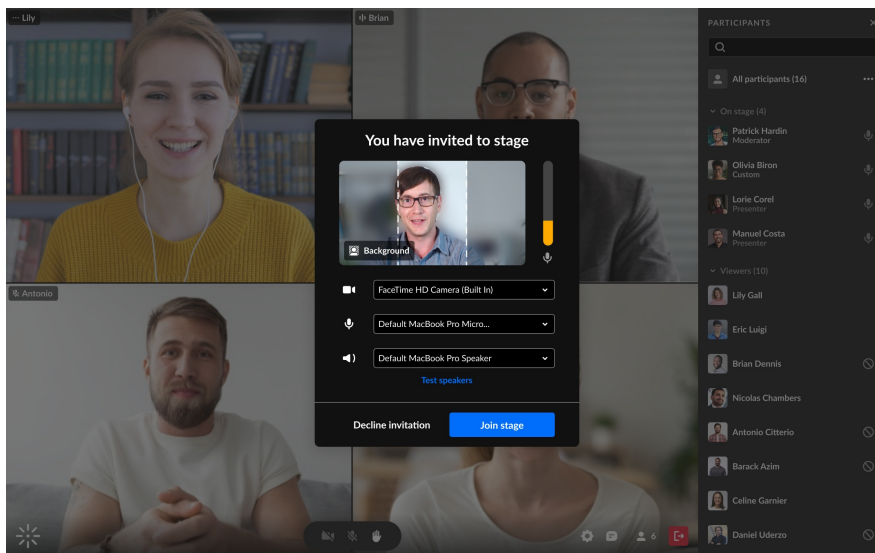 Lily
Brian
Antonio
You have invited to stage
Background
FaceTime HD Camera (Built In)
Default MacBook Pro Micro...
Default MacBook Pro Speaker
Test speakers
Decline invitation
Join stage
6
PARTICIPANTS
All participants (16)
On stage (4)
Patrick Hardin
Moderator
Olivia Biron
Custom
Lorie Corel
Presenter
Manuel Costa
Presenter
Viewers (10)
Lily Gall
Eric Luigi
Brian Dennis
Nicolas Chambers
Antonio Citterio
Barack Azim
Celine Garnier
Daniel Uderzo